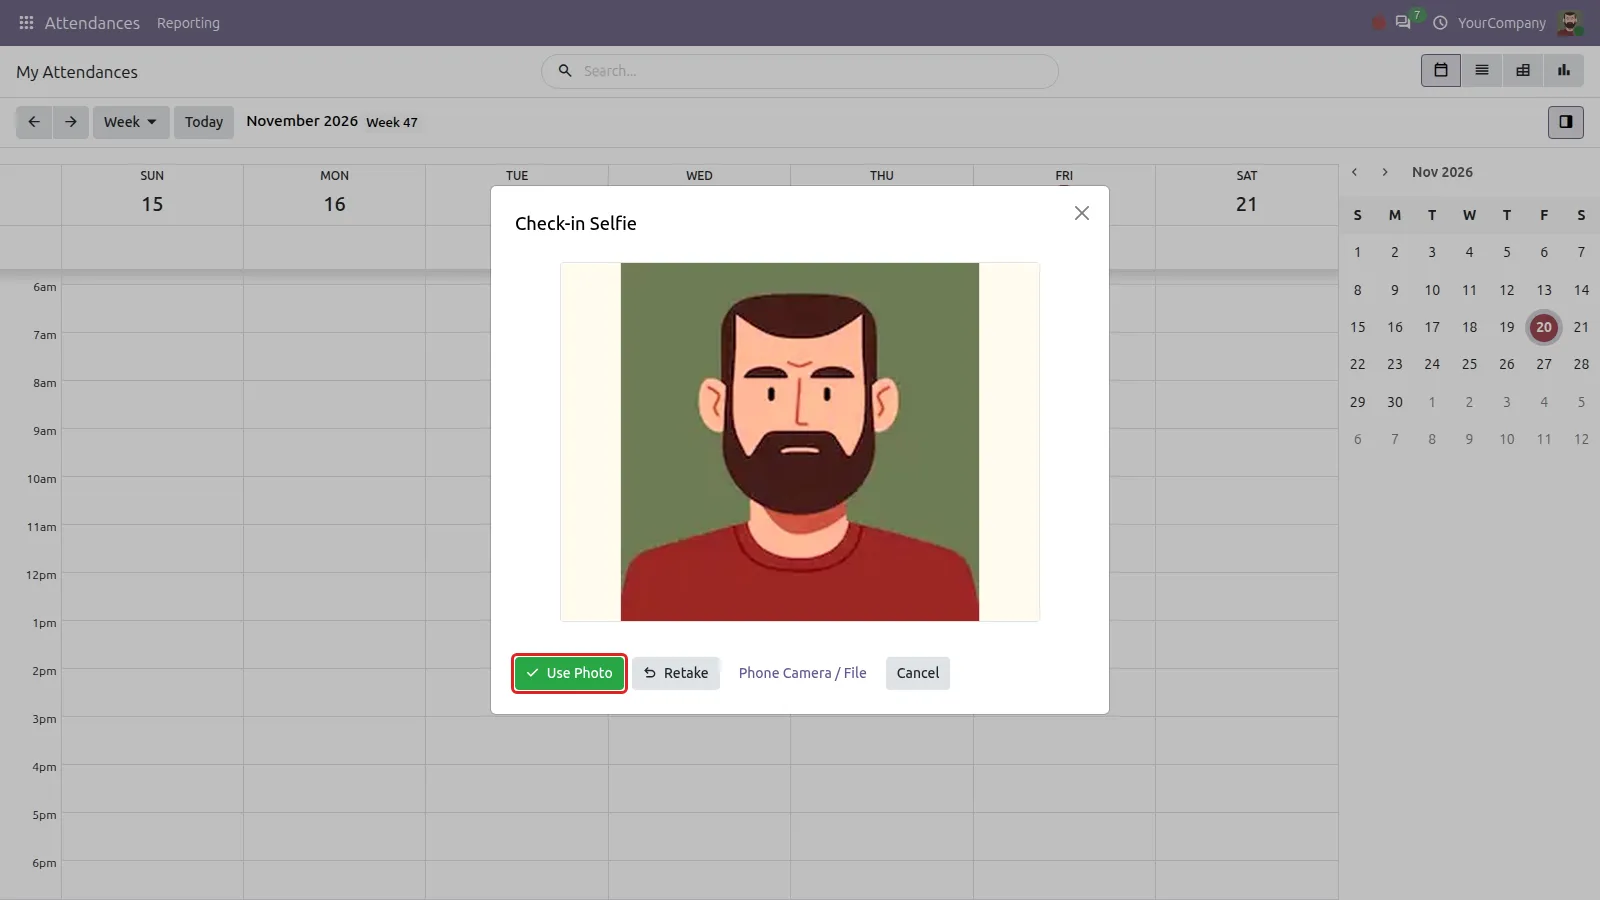 Attendances Reporting 7 YourCompany
My Attendances Search...
Week Today November 2026 Week 47
SUN MON TUE WED THU FRI SAT
15 16 21
6am
7am
8am
9am
10am
11am
12pm
1pm
2pm
3pm
4pm
5pm
6pm
Check-in Selfie
Use Photo Retake Phone Camera / File Cancel
Nov 2026
S M T W T F S
1 2 3 4 5 6 7
8 9 10 11 12 13 14
15 16 17 18 19 20 21
22 23 24 25 26 27 28
29 30 1 2 3 4 5
6 7 8 9 10 11 12